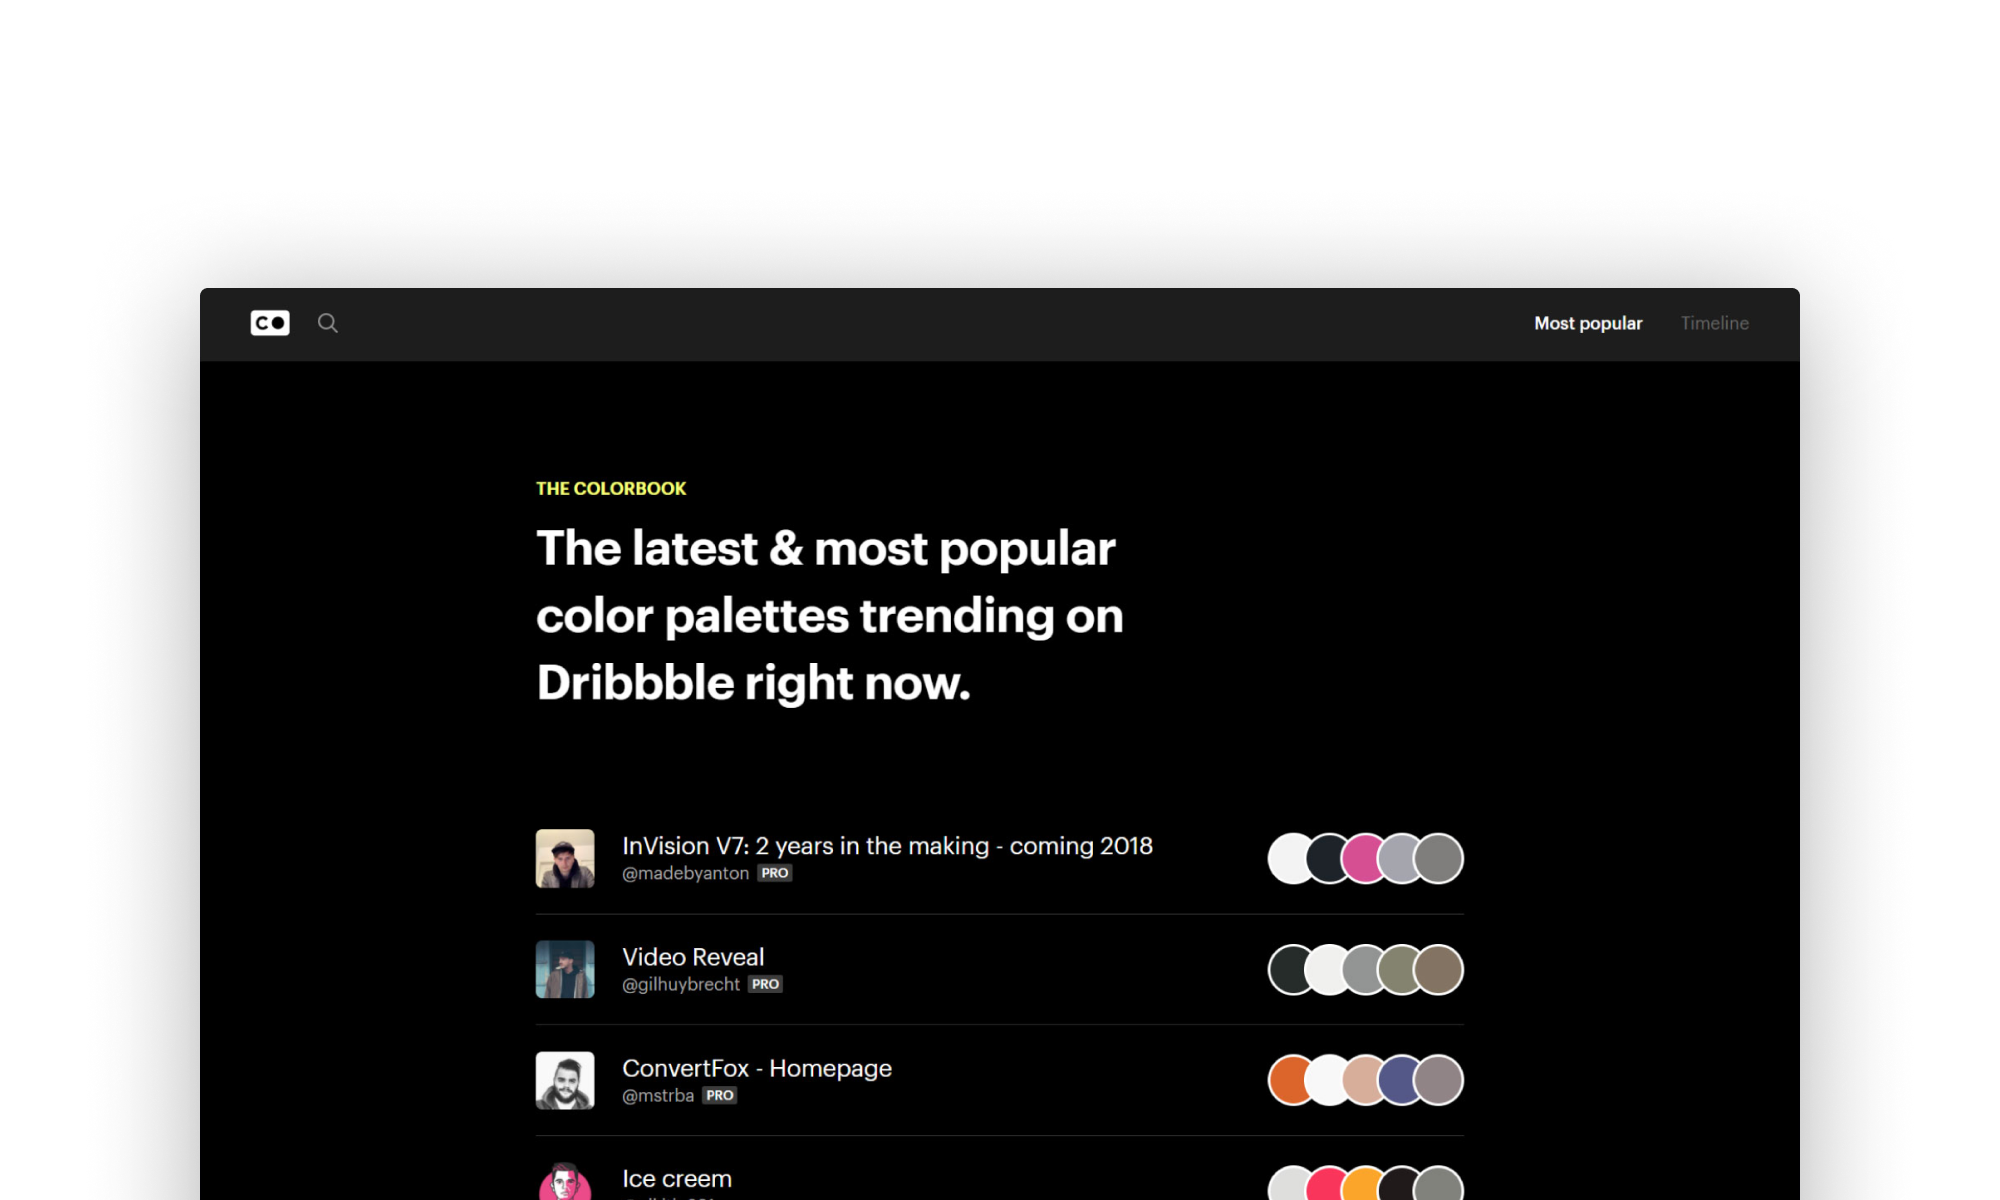 CO
Most popular
Timeline
THE COLORBOOK
The latest & most popular
color palettes trending on
Dribbble right now.
InVision V7: 2 years in the making - coming 2018
@madebyanton PRO
Video Reveal
@gilhuybrecht PRO
ConvertFox - Homepage
@mstrba PRO
Ice creem